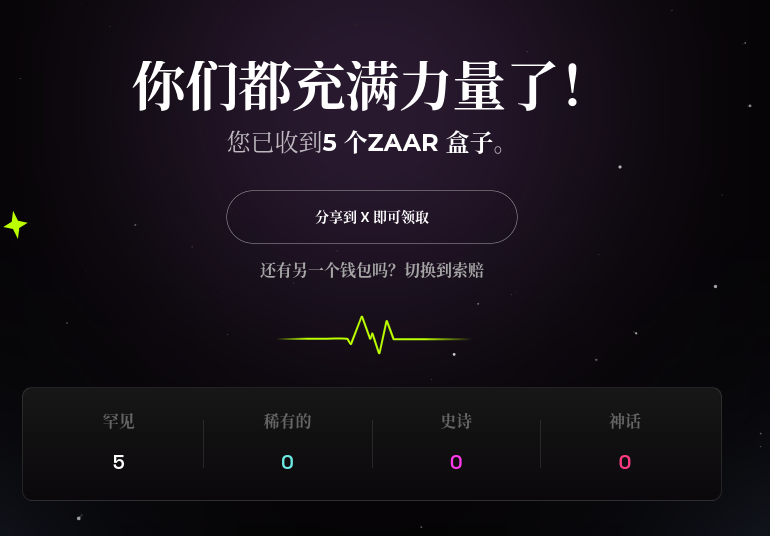 你们都充满力量了！
您已收到5 个ZAAR 盒子。
分享到 X 即可领取
还有另一个钱包吗？切换到索赔
罕见
稀有的
史诗
神话
5
0
0
0